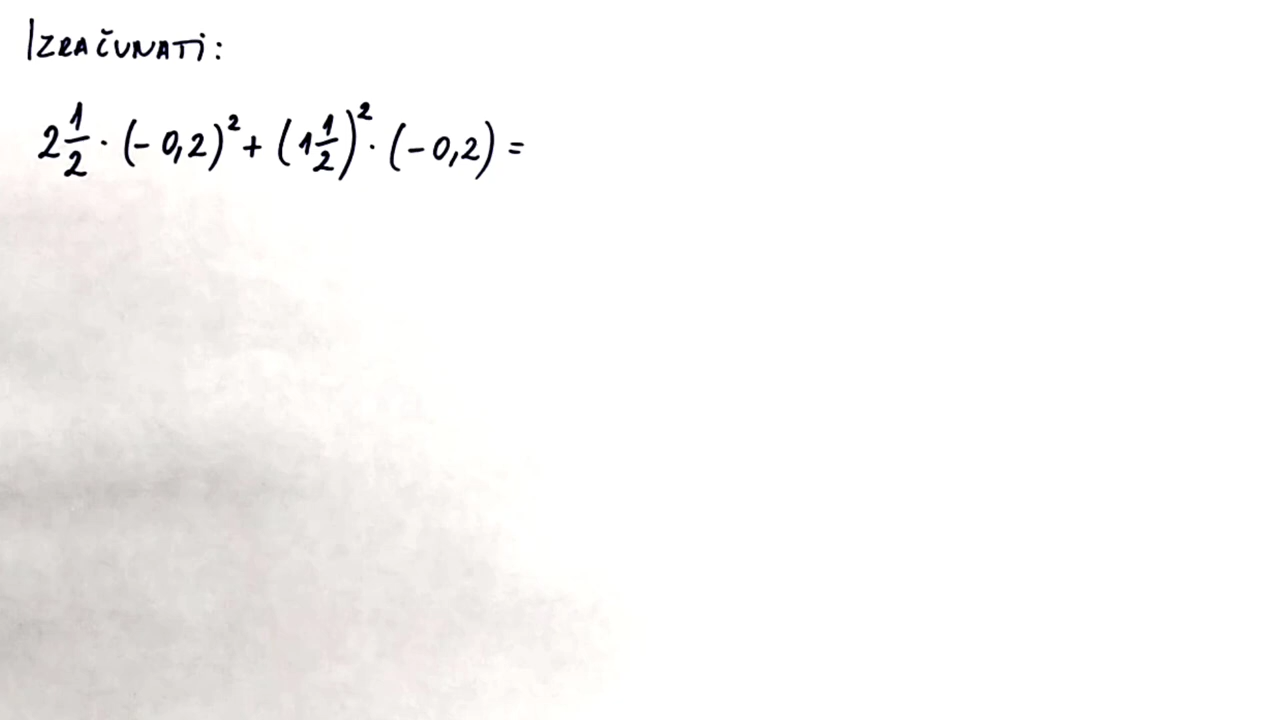 IZRAČUNATI:
2 1/2 · (-0,2)² + (1 1/2)² · (-0,2) =